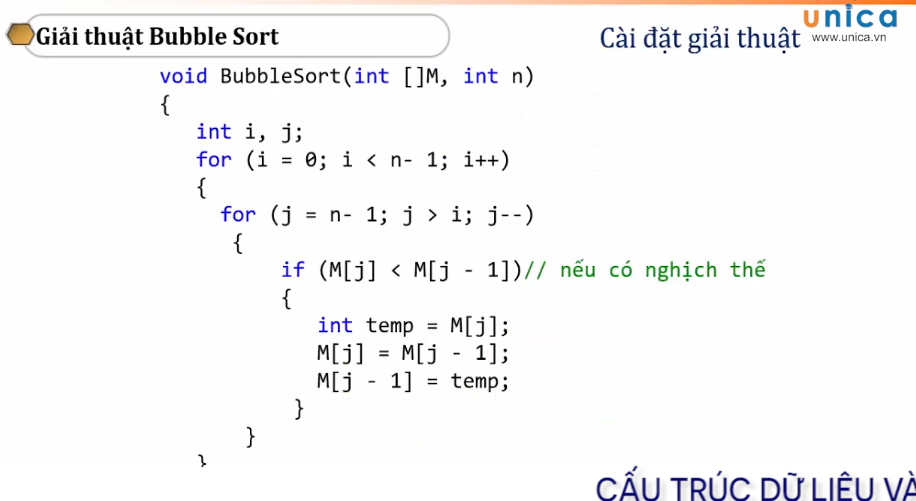 Giải thuật Bubble Sort
Cài đặt giải thuật
unica
www.unica.vn
void BubbleSort(int []M, int n)
{
int i, j;
for (i = 0; i < n- 1; i++)
{
for (j = n- 1; j > i; j--)
{
if (M[j] < M[j - 1])// nếu có nghịch thế
{
int temp = M[j];
M[j] = M[j - 1];
M[j - 1] = temp;
}
}
}
CẤU TRÚC DỮ LIỆU VÀ